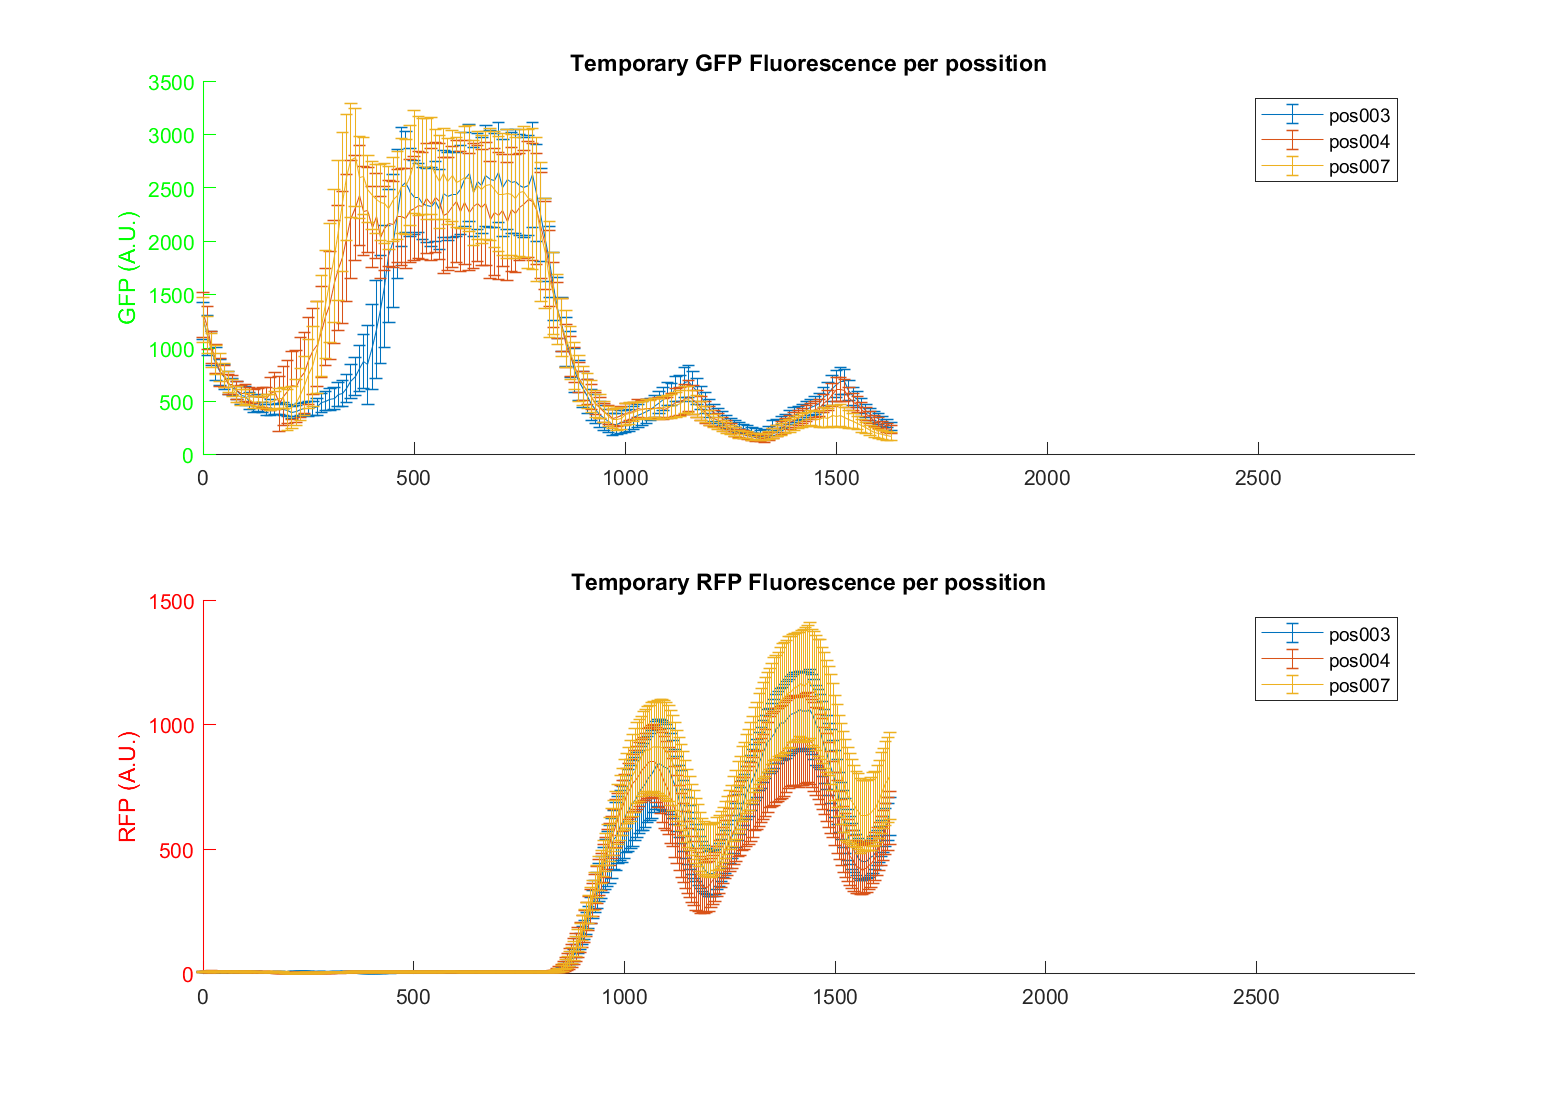 Temporary GFP Fluorescence per possition
3500
3000
2500
2000
1500
1000
500
0
GFP (A.U.)
pos003
pos004
pos007
0 500 1000 1500 2000 2500
Temporary RFP Fluorescence per possition
1500
1000
500
0
RFP (A.U.)
pos003
pos004
pos007
0 500 1000 1500 2000 2500